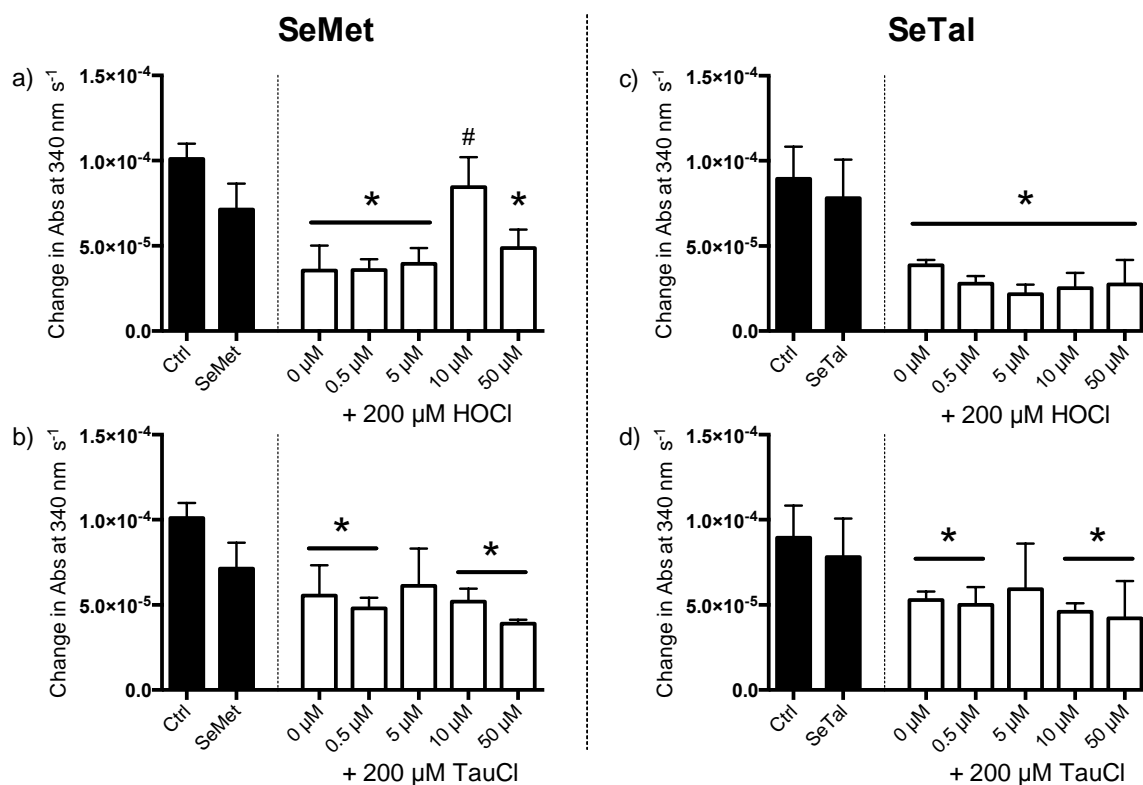 SeMet
SeTal
a)
Change in Abs at 340 nm s⁻¹
1.5×10⁻⁴
1.0×10⁻⁴
5.0×10⁻⁵
0.0
*
#
*
Ctrl
SeMet
0 µM
0.5 µM
5 µM
10 µM
50 µM
+ 200 µM HOCl
c)
Change in Abs at 340 nm s⁻¹
1.5×10⁻⁴
1.0×10⁻⁴
5.0×10⁻⁵
0.0
*
Ctrl
SeTal
0 µM
0.5 µM
5 µM
10 µM
50 µM
+ 200 µM HOCl
b)
Change in Abs at 340 nm s⁻¹
1.5×10⁻⁴
1.0×10⁻⁴
5.0×10⁻⁵
0.0
*
*
Ctrl
SeMet
0 µM
0.5 µM
5 µM
10 µM
50 µM
+ 200 µM TauCl
d)
Change in Abs at 340 nm s⁻¹
1.5×10⁻⁴
1.0×10⁻⁴
5.0×10⁻⁵
0.0
*
*
Ctrl
SeTal
0 µM
0.5 µM
5 µM
10 µM
50 µM
+ 200 µM TauCl